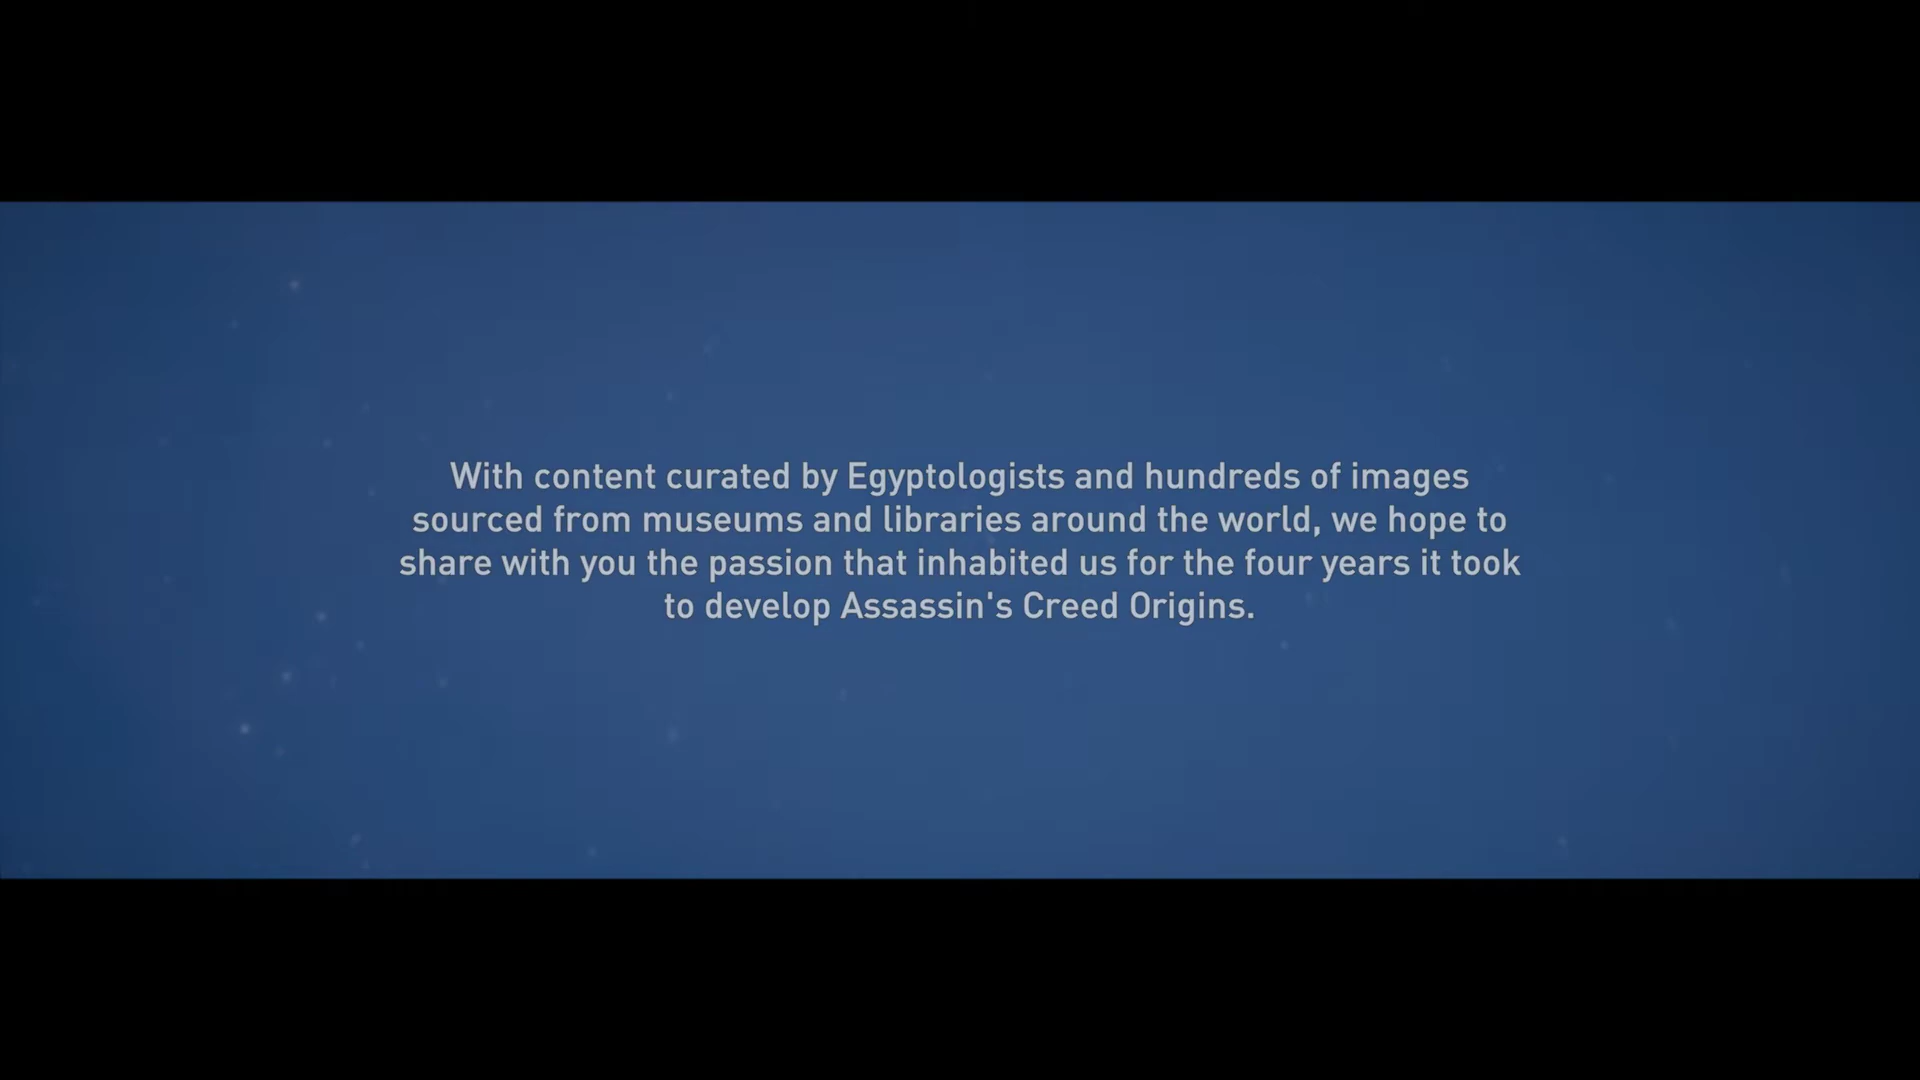 With content curated by Egyptologists and hundreds of images
sourced from museums and libraries around the world, we hope to
share with you the passion that inhabited us for the four years it took
to develop Assassin's Creed Origins.